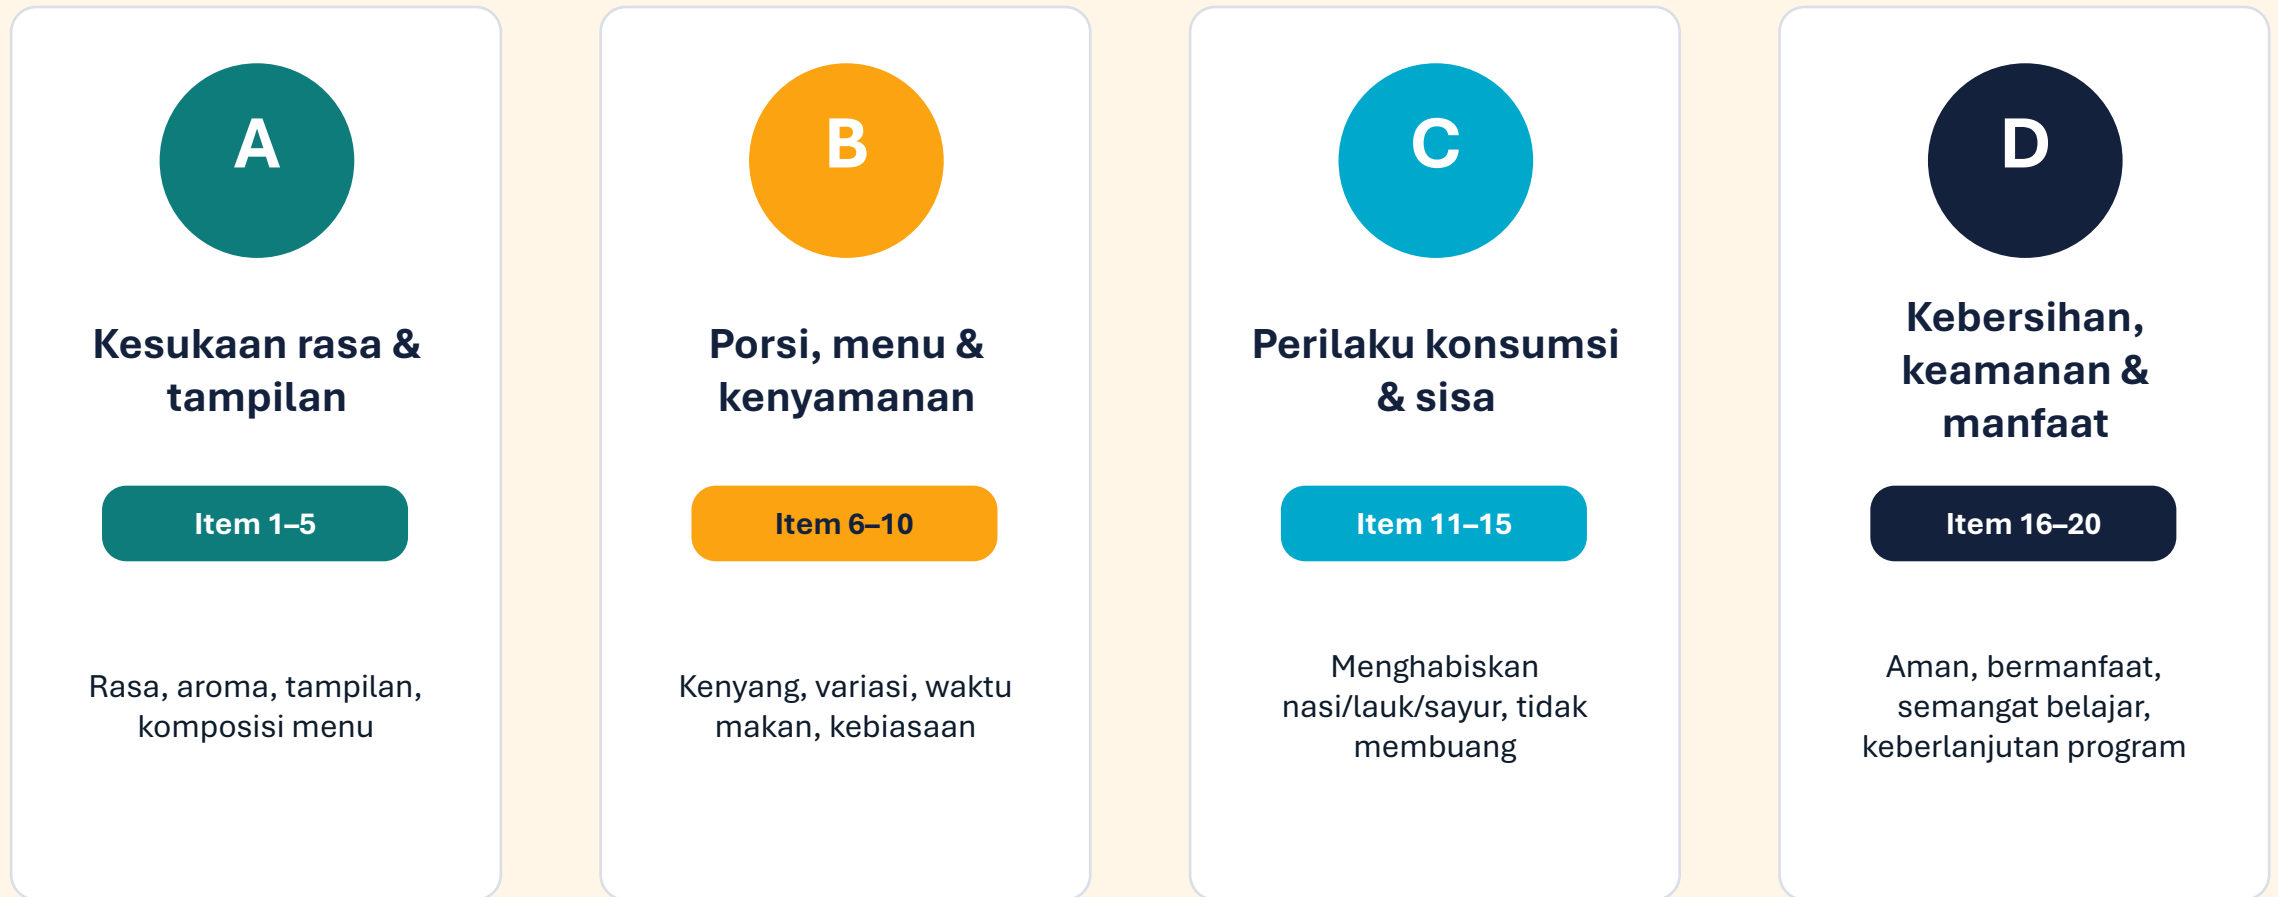 A
Kesukaan rasa &
tampilan
Item 1–5
Rasa, aroma, tampilan,
komposisi menu
B
Porsi, menu &
kenyamanan
Item 6–10
Kenyang, variasi, waktu
makan, kebiasaan
C
Perilaku konsumsi
& sisa
Item 11–15
Menghabiskan
nasi/lauk/sayur, tidak
membuang
D
Kebersihan,
keamanan &
manfaat
Item 16–20
Aman, bermanfaat,
semangat belajar,
keberlanjutan program